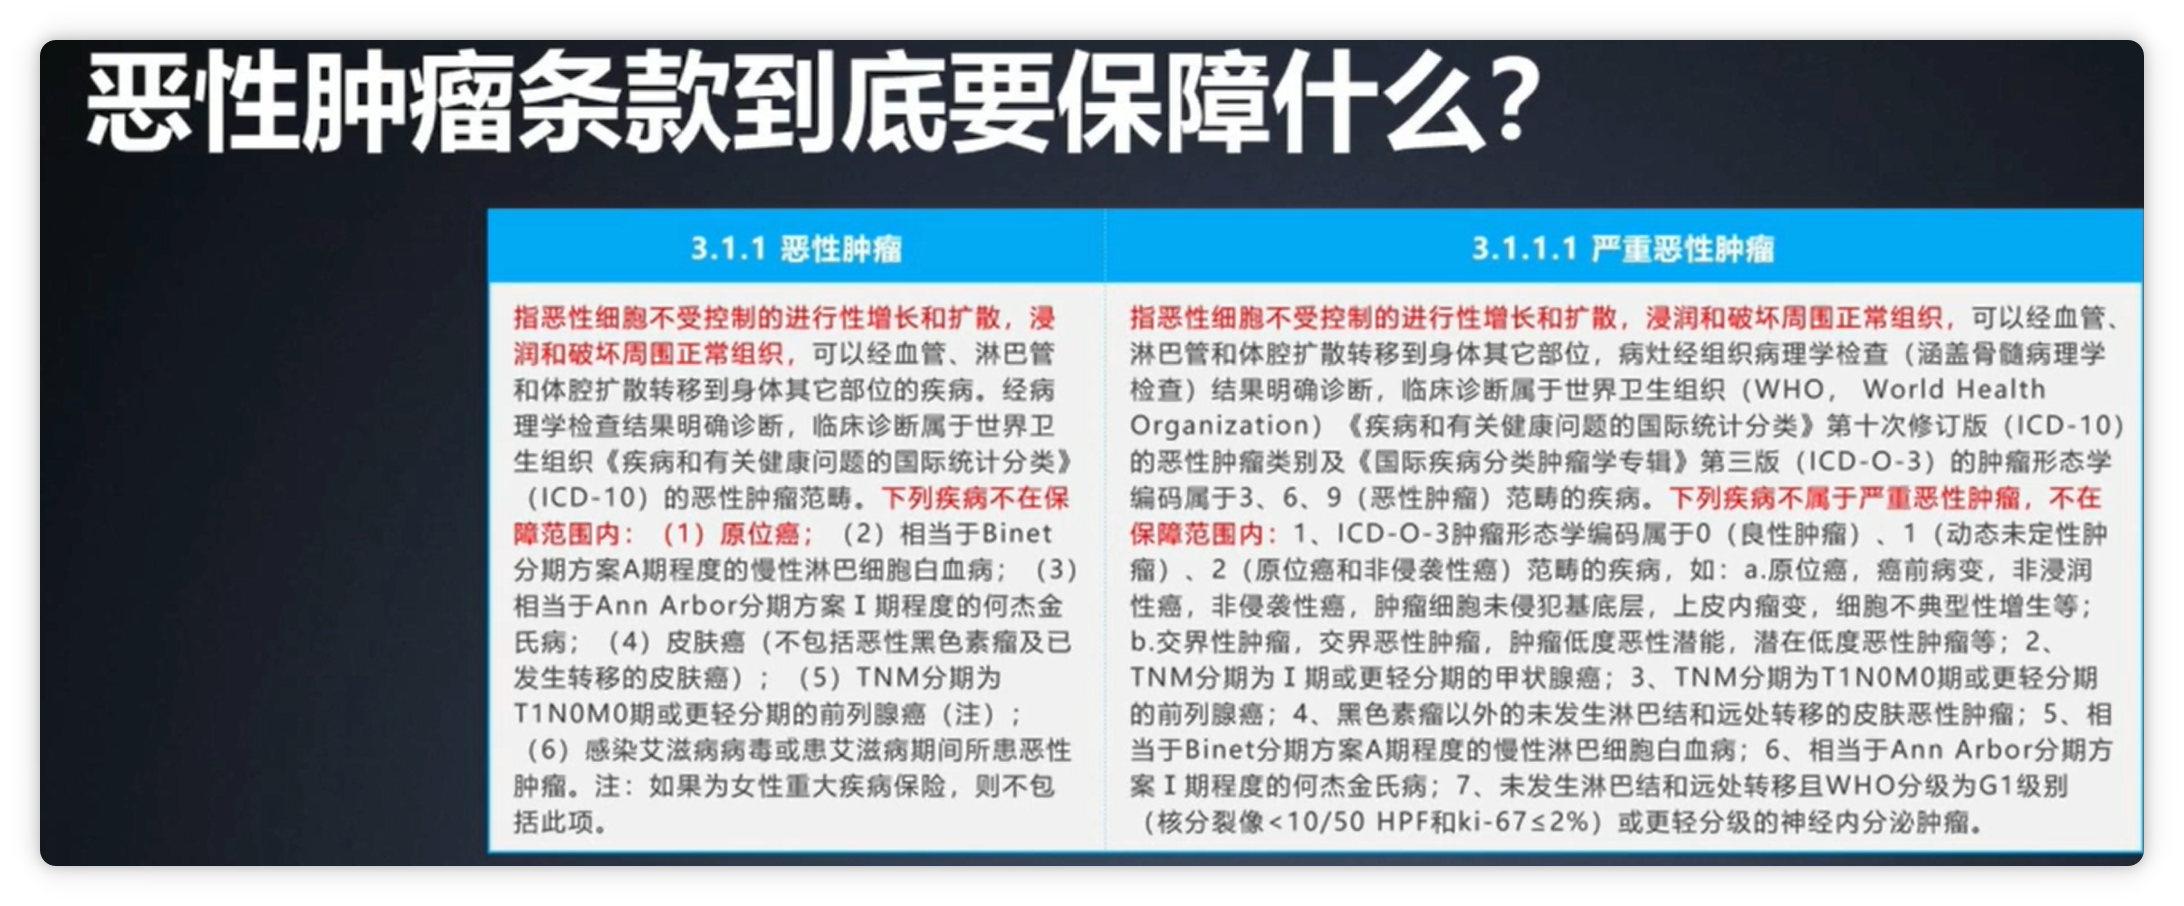 恶性肿瘤条款到底要保障什么？
3.1.1 恶性肿瘤
指恶性细胞不受控制的进行性增长和扩散，浸
润和破坏周围正常组织，可以经血管、淋巴管
和体腔扩散转移到身体其它部位的疾病。经病
理学检查结果明确诊断，临床诊断属于世界卫
生组织《疾病和有关健康问题的国际统计分类》
（ICD-10）的恶性肿瘤范畴。下列疾病不在保
障范围内：（1）原位癌；（2）相当于Binet
分期方案A期程度的慢性淋巴细胞白血病；（3）
相当于Ann Arbor分期方案Ⅰ期程度的何杰金
氏病；（4）皮肤癌（不包括恶性黑色素瘤及已
发生转移的皮肤癌）；（5）TNM分期为
T1N0M0期或更轻分期的前列腺癌（注）；
（6）感染艾滋病病毒或患艾滋病期间所患恶性
肿瘤。注：如果为女性重大疾病保险，则不包
括此项。
3.1.1.1 严重恶性肿瘤
指恶性细胞不受控制的进行性增长和扩散，浸润和破坏周围正常组织，可以经血管、
淋巴管和体腔扩散转移到身体其它部位，病灶经组织病理学检查（涵盖骨髓病理学
检查）结果明确诊断，临床诊断属于世界卫生组织（WHO， World Health
Organization）《疾病和有关健康问题的国际统计分类》第十次修订版（ICD-10）
的恶性肿瘤类别及《国际疾病分类肿瘤学专辑》第三版（ICD-O-3）的肿瘤形态学
编码属于3、6、9（恶性肿瘤）范畴的疾病。下列疾病不属于严重恶性肿瘤，不在
保障范围内：1、ICD-O-3肿瘤形态学编码属于0（良性肿瘤）、1（动态未定性肿
瘤）、2（原位癌和非侵袭性癌）范畴的疾病，如：a.原位癌，癌前病变，非浸润
性癌，非侵袭性癌，肿瘤细胞未侵犯基底层，上皮内瘤变，细胞不典型性增生等；
b.交界性肿瘤，交界恶性肿瘤，肿瘤低度恶性潜能，潜在低度恶性肿瘤等；2、
TNM分期为Ⅰ期或更轻分期的甲状腺癌；3、TNM分期为T1N0M0期或更轻分期
的前列腺癌；4、黑色素瘤以外的未发生淋巴结和远处转移的皮肤恶性肿瘤；5、相
当于Binet分期方案A期程度的慢性淋巴细胞白血病；6、相当于Ann Arbor分期方
案Ⅰ期程度的何杰金氏病；7、未发生淋巴结和远处转移且WHO分级为G1级别
（核分裂像<10/50 HPF和ki-67≤2%）或更轻分级的神经内分泌肿瘤。